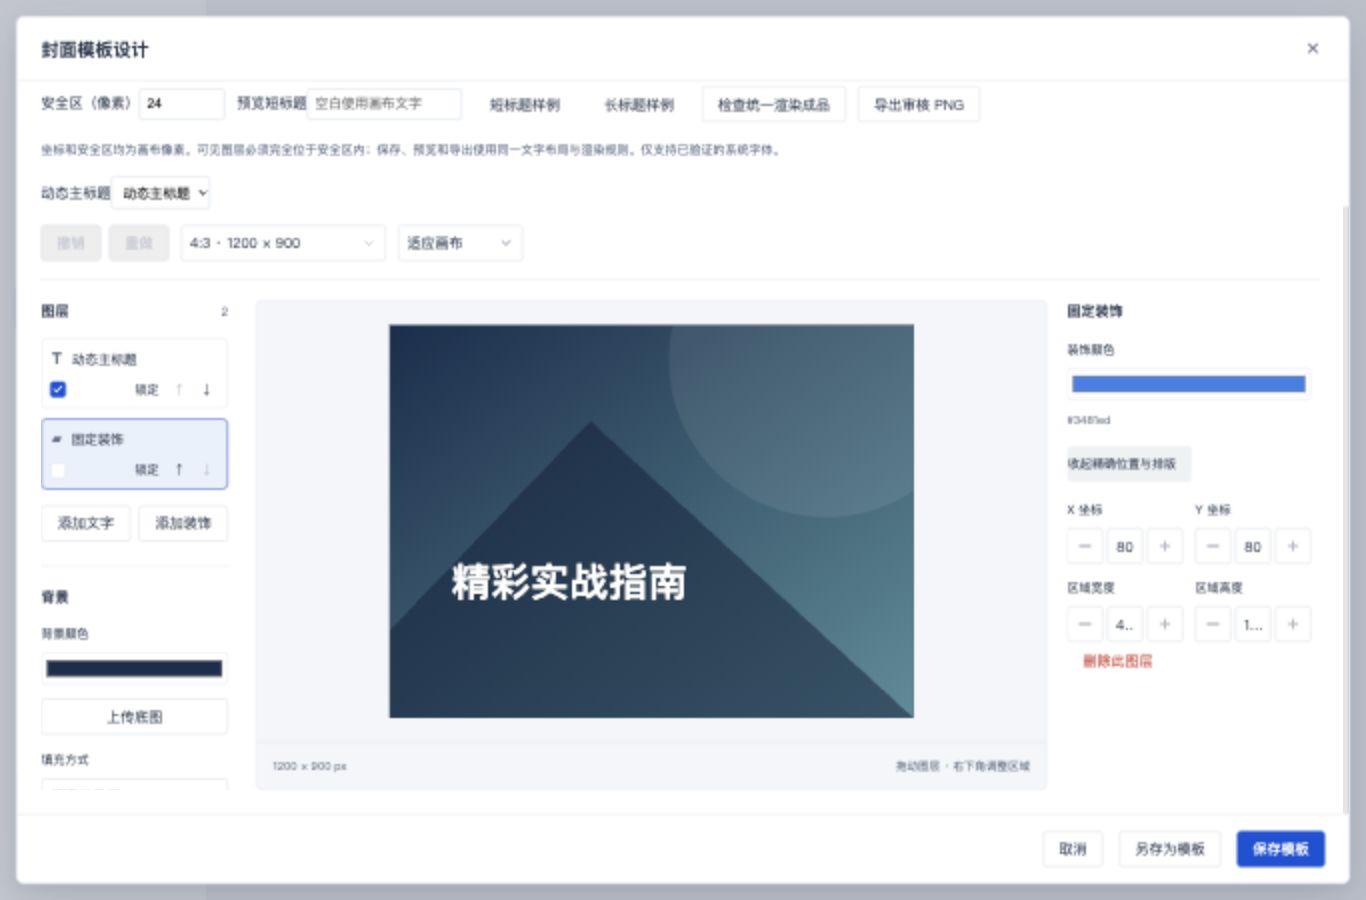 封面模板设计
安全区（像素） 24 预览短标题 空白使用画布文字 短标题样例 长标题样例 检查统一渲染成品 导出审核 PNG
坐标和安全区均为画布像素。可见图层必须完全位于安全区内；保存、预览和导出使用同一文字布局与渲染规则。仅支持已验证的系统字体。
动态主标题 动态主标题
撤销 重做 4:3 · 1200 x 900 适应画布
图层 2
T 动态主标题
锁定 ↑ ↓
固定装饰
锁定 ↑ ↓
添加文字 添加装饰
背景
背景颜色
上传底图
填充方式
精彩实战指南
1200 x 900 px 拖动图层 · 右下角调整区域
固定装饰
装饰颜色
收起精确位置与排版
X 坐标 Y 坐标
− 80 + − 80 +
区域宽度 区域高度
− 4.. + − 1... +
删除此图层
取消 另存为模板 保存模板